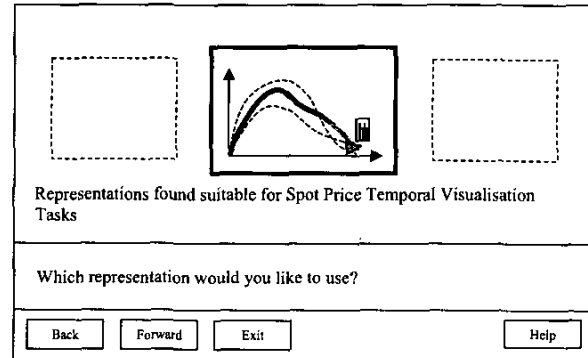 Representations found suitable for Spot Price Temporal Visualisation
Tasks
Which representation would you like to use?
Back
Forward
Exit
Help